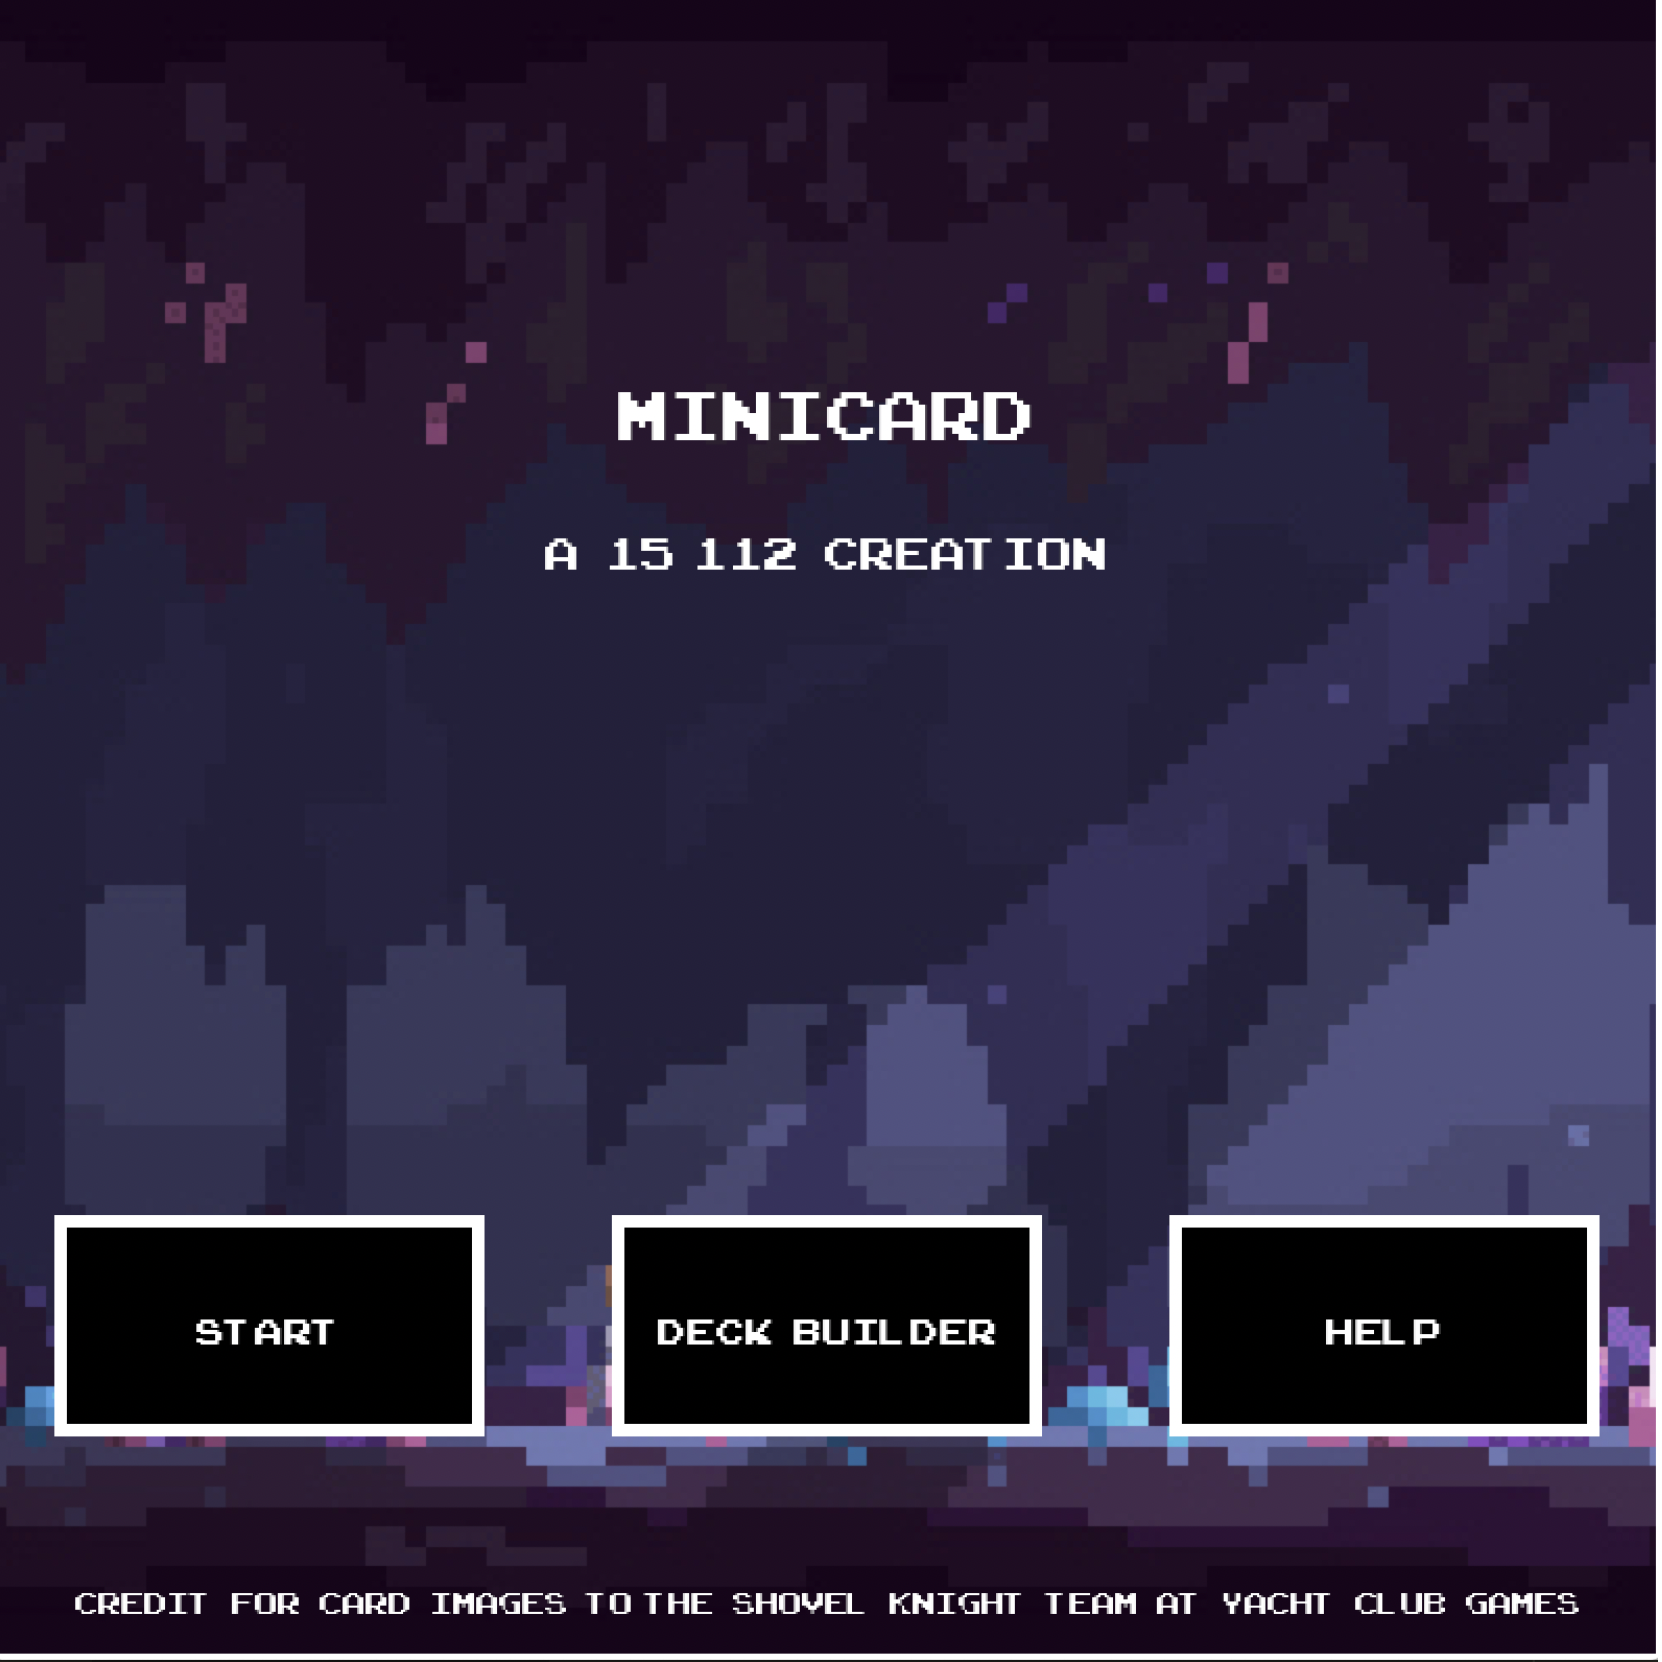 MINICARD
A 15 112 CREATION
START
DECK BUILDER
HELP
CREDIT FOR CARD IMAGES TO THE SHOVEL KNIGHT TEAM AT YACHT CLUB GAMES